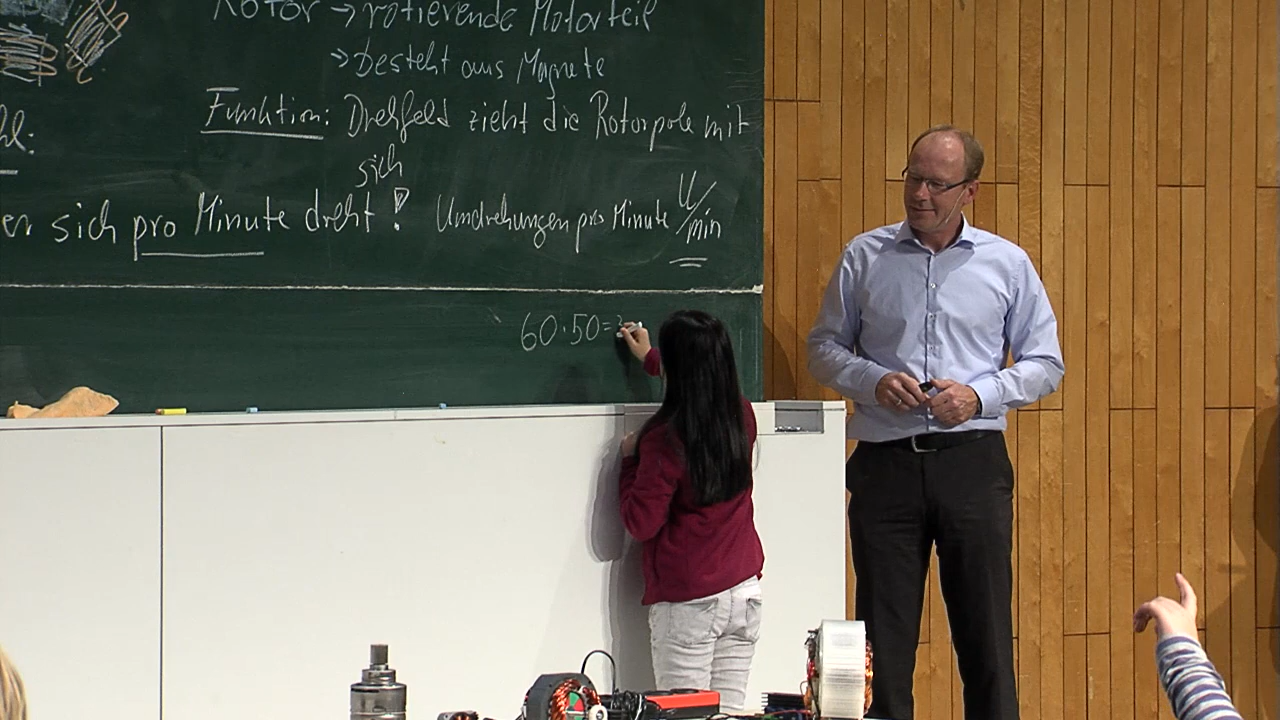 Rotor → rotierende Motorteil
→ besteht aus Magnete
Funktion: Drehfeld zieht die Rotorpole mit
sich
er sich pro Minute dreht! Umdrehungen pro Minute U/min
60·50=